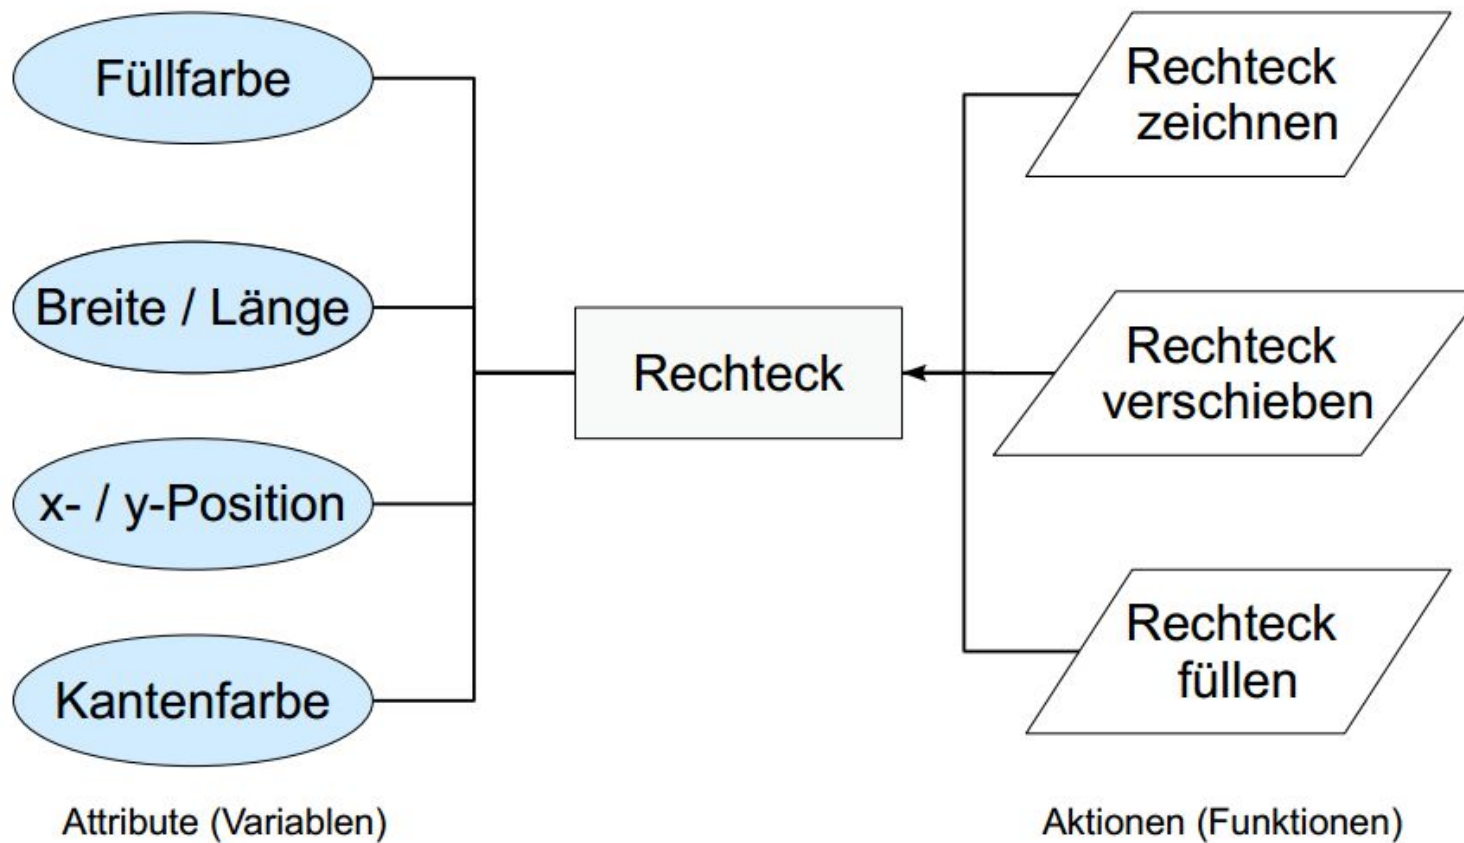 Füllfarbe
Breite / Länge
x- / y-Position
Kantenfarbe
Attribute (Variablen)
Rechteck
Rechteck
zeichnen
Rechteck
verschieben
Rechteck
füllen
Aktionen (Funktionen)